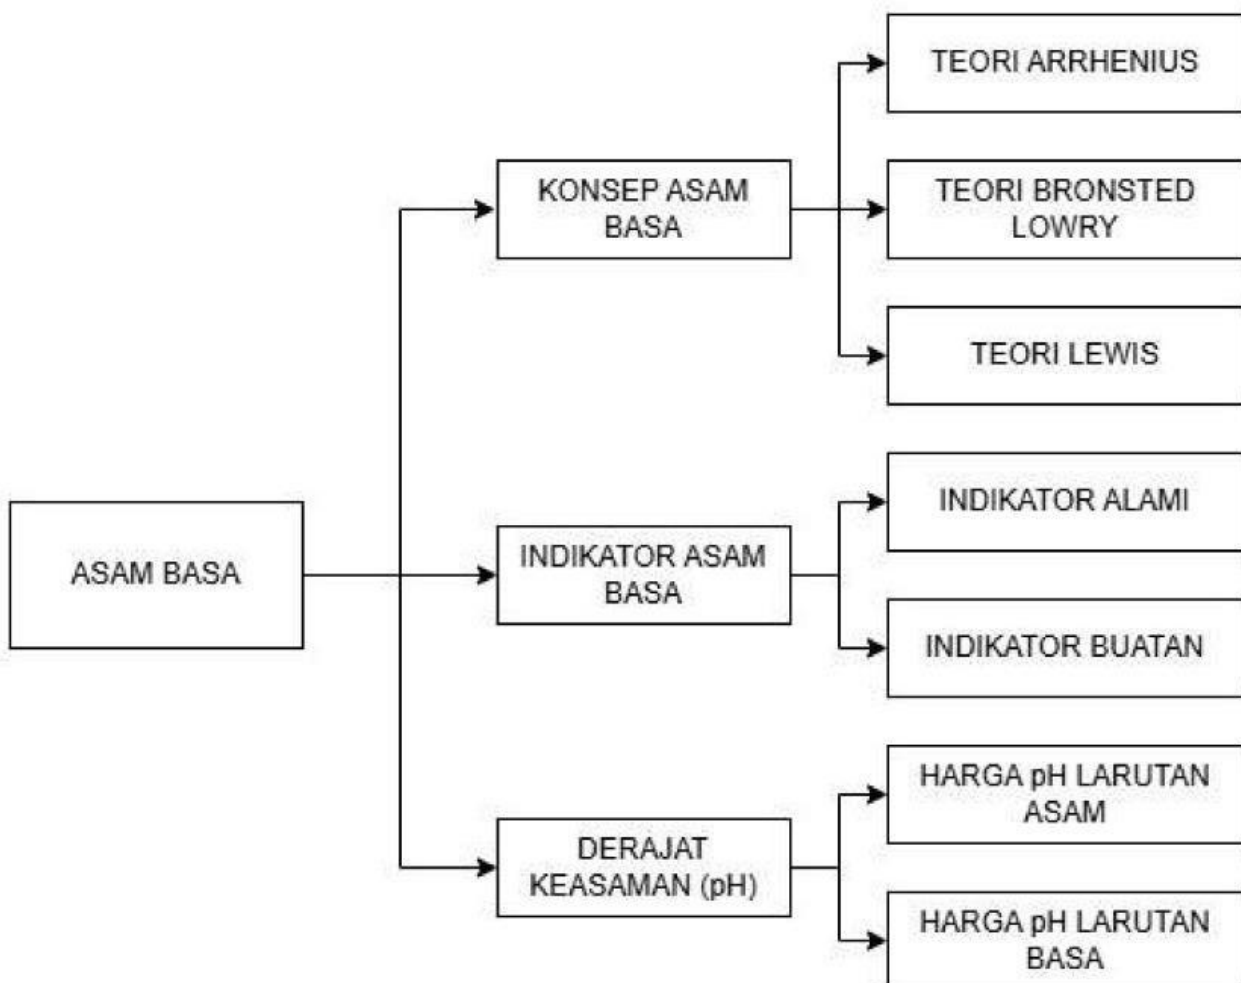 TEORI ARRHENIUS
KONSEP ASAM
BASA
TEORI BRONSTED
LOWRY
TEORI LEWIS
ASAM BASA
INDIKATOR ASAM
BASA
INDIKATOR ALAMI
INDIKATOR BUATAN
DERAJAT
KEASAMAN (pH)
HARGA pH LARUTAN
ASAM
HARGA pH LARUTAN
BASA